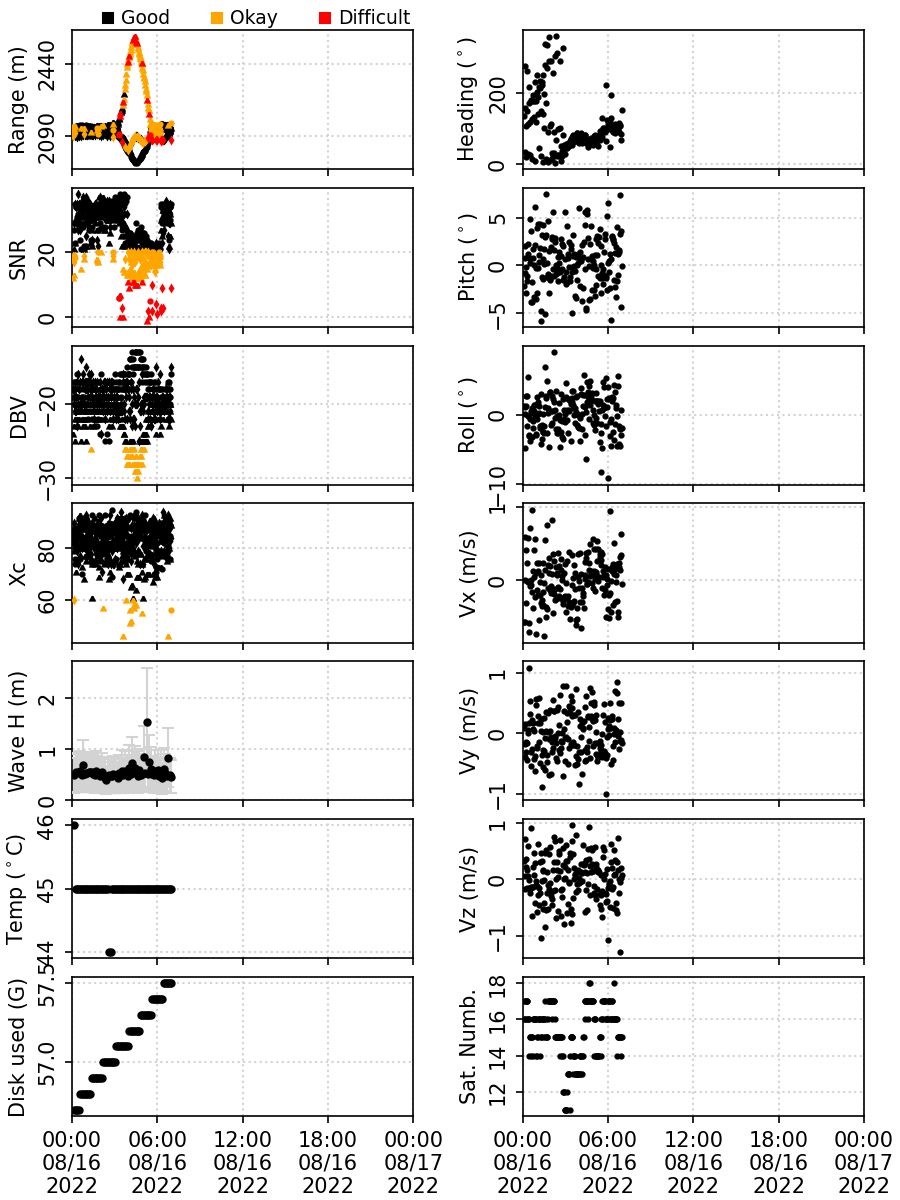 Good Okay Difficult
Range (m)
2440
2090
Heading (°)
200
0
SNR
20
0
Pitch (°)
5
0
−5
DBV
−20
−30
Roll (°)
0
−10
Xc
80
60
Vx (m/s)
1
0
Wave H (m)
2
1
0
Vy (m/s)
1
0
−1
Temp (°C)
46
45
44
Vz (m/s)
1
0
−1
Disk used (G)
57.5
57.0
Sat. Numb.
18
16
14
12
00:00 06:00 12:00 18:00 00:00
08/16 08/16 08/16 08/16 08/17
2022 2022 2022 2022 2022
00:00 06:00 12:00 18:00 00:00
08/16 08/16 08/16 08/16 08/17
2022 2022 2022 2022 2022